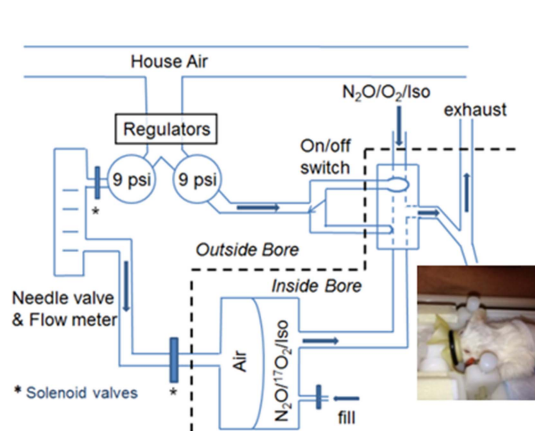 House Air
N₂O/O₂/Iso
exhaust
Regulators
On/off
switch
9 psi
9 psi
*
Outside Bore
Inside Bore
Needle valve
& Flow meter
Air
N₂O/¹⁷O₂/Iso
* Solenoid valves
*
fill